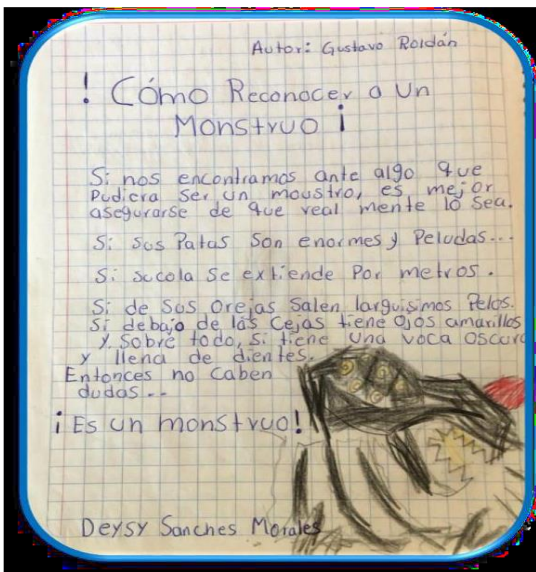 Autor: Gustavo Roldán
! Cómo Reconocer a un
Monstruo ¡
Si nos encontramos ante algo que
Pudiera ser un moustro, es mejor
asegurarse de que real mente lo sea.
Si sus Patas Son enormes y Peludas...
Si su cola Se extiende Por metros.
Si de Sus orejas Salen larguisimos Pelos.
Si debajo de las Cejas tiene Ojos amarillos
y sobre todo, si tiene una voca oscura
y llena de dientes.
Entonces no Caben
dudas...
¡Es un monstruo!
Deysy Sanches Morales